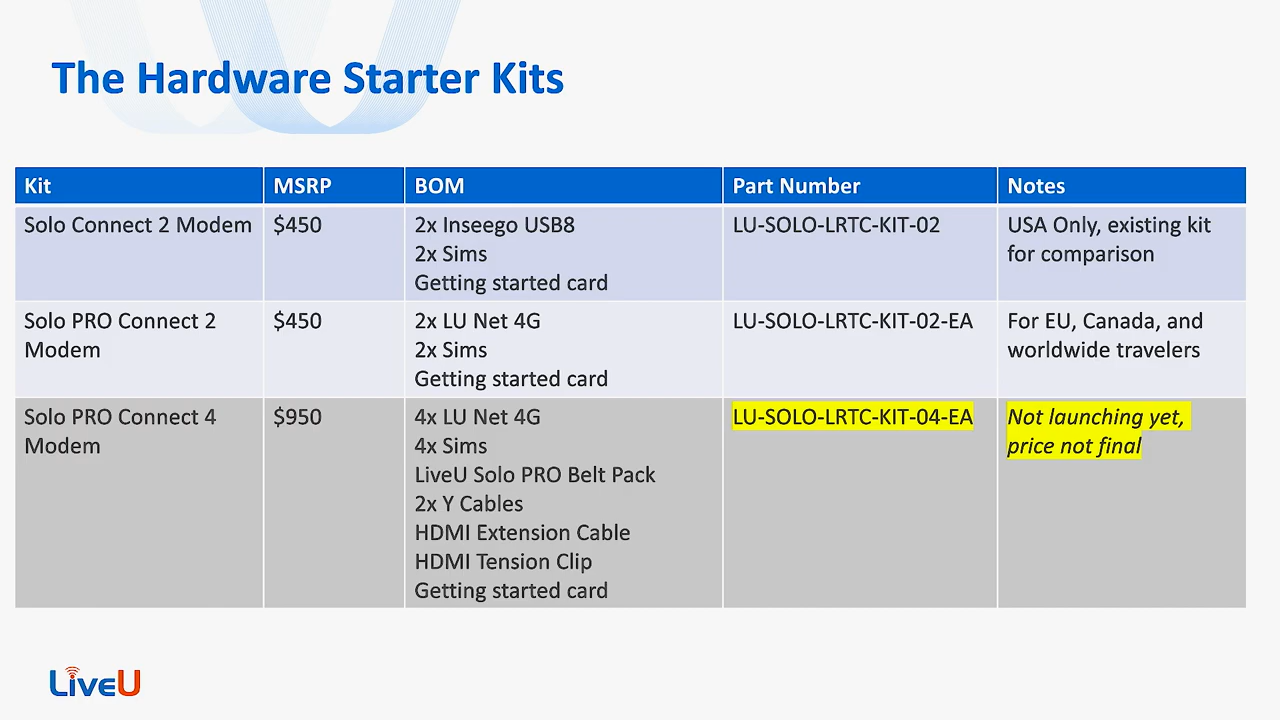 The Hardware Starter Kits
Kit MSRP BOM Part Number Notes
Solo Connect 2 Modem $450 2x Inseego USB8 LU-SOLO-LRTC-KIT-02 USA Only, existing kit
2x Sims for comparison
Getting started card
Solo PRO Connect 2 $450 2x LU Net 4G LU-SOLO-LRTC-KIT-02-EA For EU, Canada, and
Modem 2x Sims worldwide travelers
Getting started card
Solo PRO Connect 4 $950 4x LU Net 4G LU-SOLO-LRTC-KIT-04-EA Not launching yet,
Modem 4x Sims price not final
LiveU Solo PRO Belt Pack
2x Y Cables
HDMI Extension Cable
HDMI Tension Clip
Getting started card
LiveU